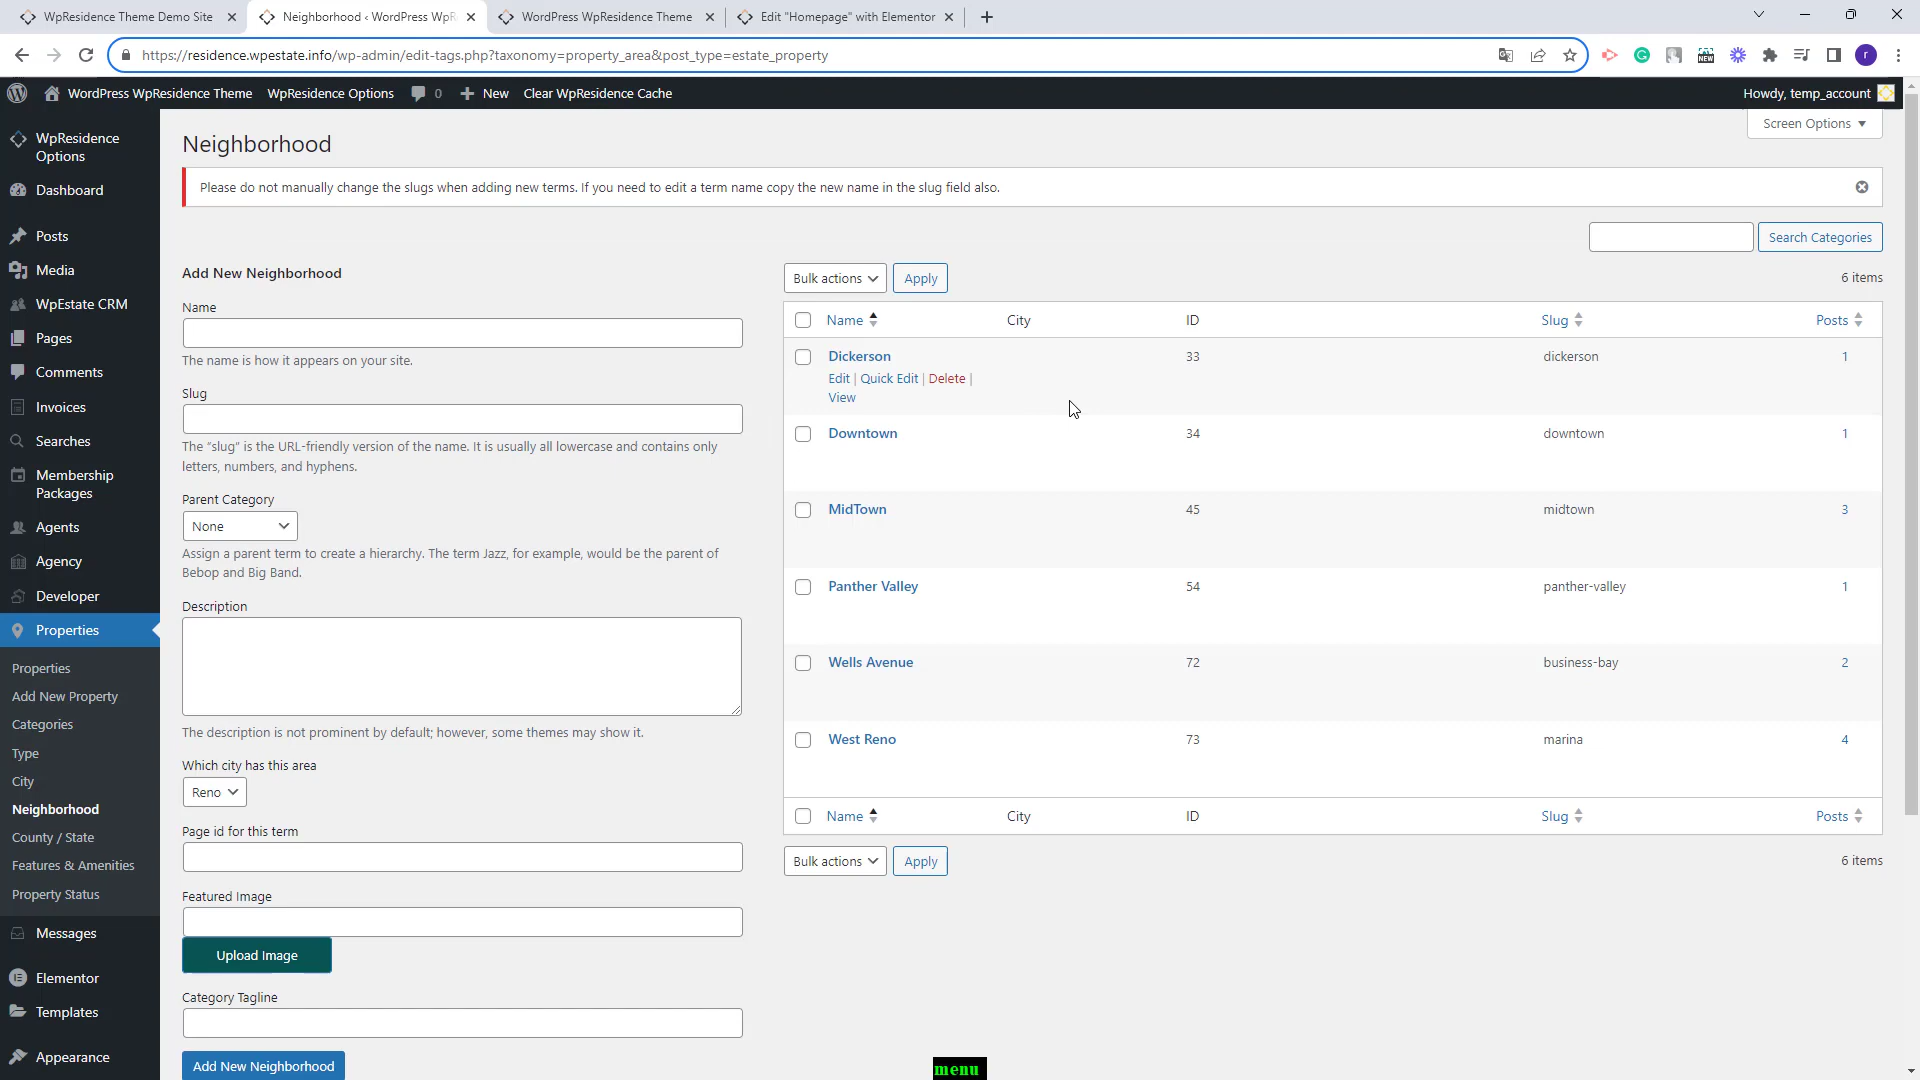 WpResidence Theme Demo Site
Neighborhood ‹ WordPress WpR
WordPress WpResidence Theme
Edit "Homepage" with Elementor
https://residence.wpestate.info/wp-admin/edit-tags.php?taxonomy=property_area&post_type=estate_property
NEW
r
WordPress WpResidence Theme
WpResidence Options
0
New
Clear WpResidence Cache
Howdy, temp_account
WpResidence
Options
Dashboard
Posts
Media
WpEstate CRM
Pages
Comments
Invoices
Searches
Membership
Packages
Agents
Agency
Developer
Properties
Properties
Add New Property
Categories
Type
City
Neighborhood
County / State
Features & Amenities
Property Status
Messages
Elementor
Templates
Appearance
Screen Options
Neighborhood
Please do not manually change the slugs when adding new terms. If you need to edit a term name copy the new name in the slug field also.
Search Categories
Add New Neighborhood
Name
The name is how it appears on your site.
Slug
The “slug” is the URL-friendly version of the name. It is usually all lowercase and contains only
letters, numbers, and hyphens.
Parent Category
None
Assign a parent term to create a hierarchy. The term Jazz, for example, would be the parent of
Bebop and Big Band.
Description
The description is not prominent by default; however, some themes may show it.
Which city has this area
Reno
Page id for this term
Featured Image
Upload Image
Category Tagline
Add New Neighborhood
Bulk actions
Apply
6 items
Name City ID Slug Posts
Dickerson 33 dickerson 1
Edit | Quick Edit | Delete |
View
Downtown 34 downtown 1
MidTown 45 midtown 3
Panther Valley 54 panther-valley 1
Wells Avenue 72 business-bay 2
West Reno 73 marina 4
Name City ID Slug Posts
Bulk actions
Apply
6 items
menu